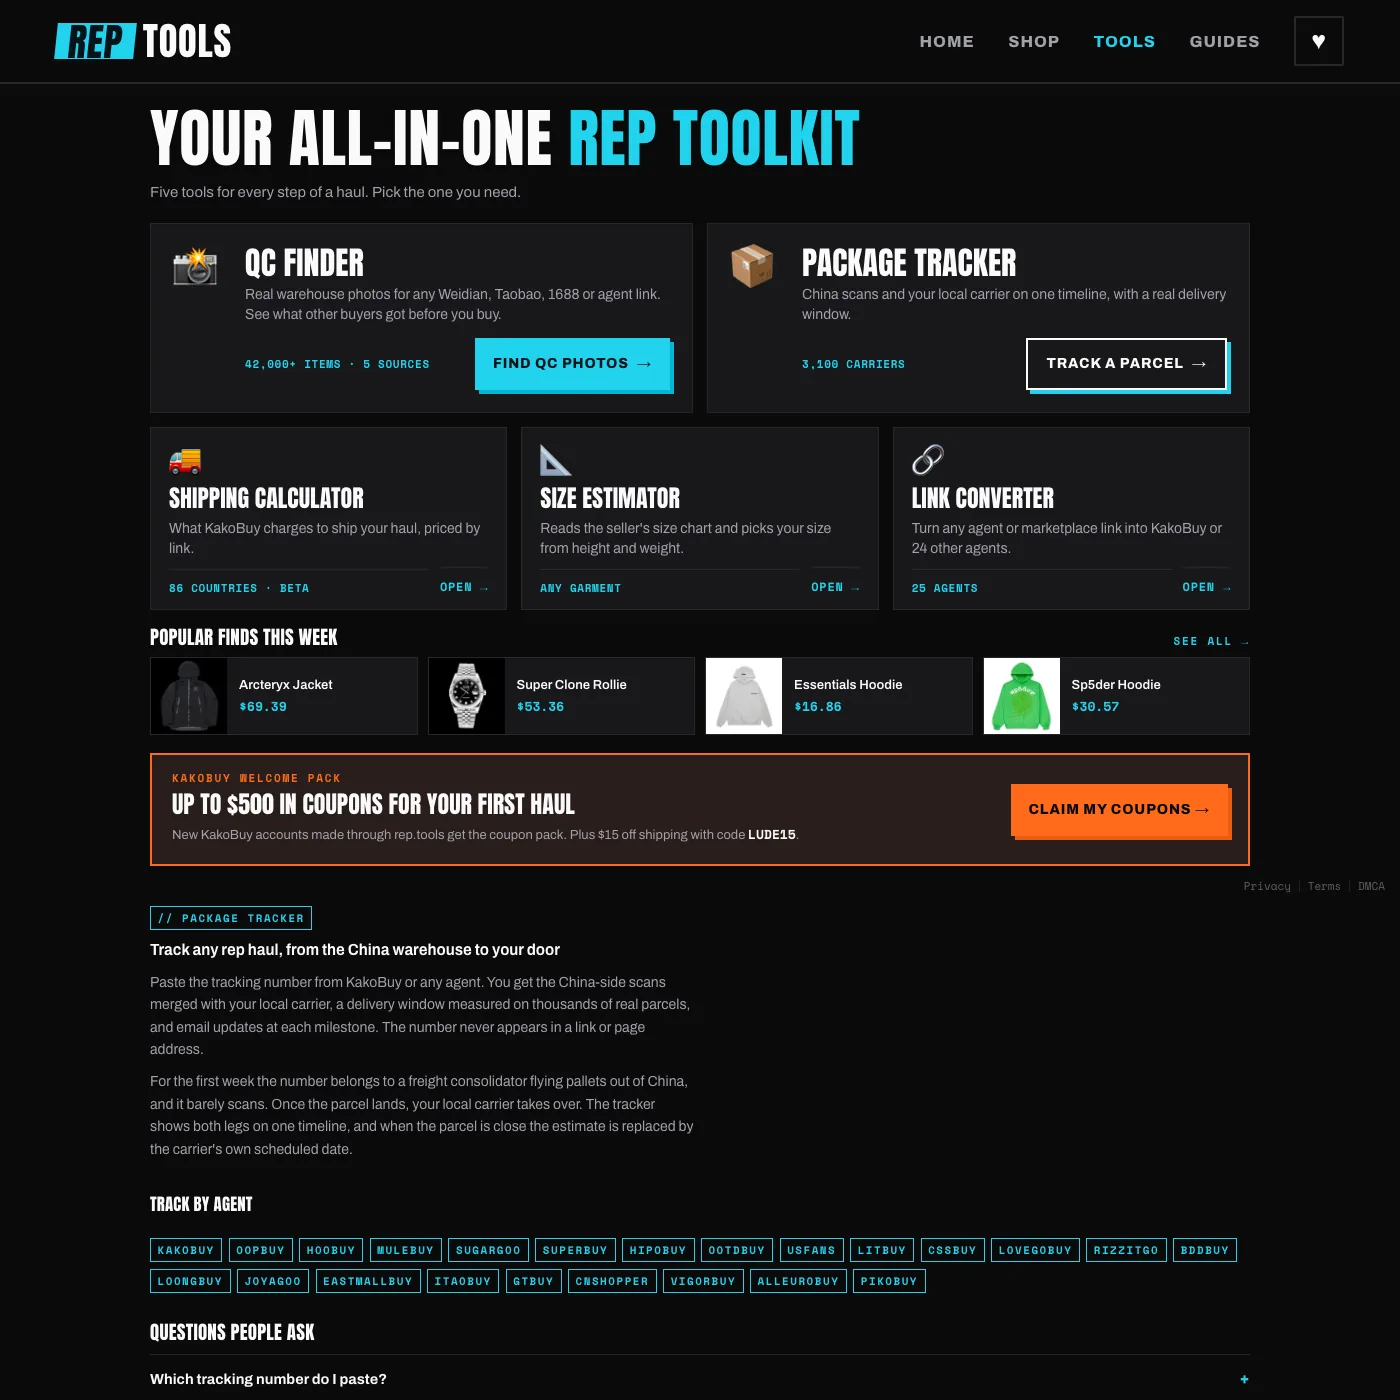 REP TOOLS
HOME SHOP TOOLS GUIDES
YOUR ALL-IN-ONE REP TOOLKIT
Five tools for every step of a haul. Pick the one you need.
QC FINDER
Real warehouse photos for any Weidian, Taobao, 1688 or agent link.
See what other buyers got before you buy.
42,000+ ITEMS · 5 SOURCES
FIND QC PHOTOS →
PACKAGE TRACKER
China scans and your local carrier on one timeline, with a real delivery
window.
3,100 CARRIERS
TRACK A PARCEL →
SHIPPING CALCULATOR
What KakoBuy charges to ship your haul, priced by
link.
86 COUNTRIES · BETA
OPEN →
SIZE ESTIMATOR
Reads the seller's size chart and picks your size
from height and weight.
ANY GARMENT
OPEN →
LINK CONVERTER
Turn any agent or marketplace link into KakoBuy or
24 other agents.
25 AGENTS
OPEN →
POPULAR FINDS THIS WEEK
SEE ALL →
Arcteryx Jacket
$69.39
Super Clone Rollie
$53.36
Essentials Hoodie
$16.86
Sp5der Hoodie
$30.57
KAKOBUY WELCOME PACK
UP TO $500 IN COUPONS FOR YOUR FIRST HAUL
New KakoBuy accounts made through rep.tools get the coupon pack. Plus $15 off shipping with code LUDE15.
CLAIM MY COUPONS →
Privacy | Terms | DMCA
// PACKAGE TRACKER
Track any rep haul, from the China warehouse to your door
Paste the tracking number from KakoBuy or any agent. You get the China-side scans
merged with your local carrier, a delivery window measured on thousands of real parcels,
and email updates at each milestone. The number never appears in a link or page
address.
For the first week the number belongs to a freight consolidator flying pallets out of China,
and it barely scans. Once the parcel lands, your local carrier takes over. The tracker
shows both legs on one timeline, and when the parcel is close the estimate is replaced by
the carrier's own scheduled date.
TRACK BY AGENT
KAKOBUY OOPBUY HOOBUY MULEBUY SUGARGOO SUPERBUY HIPOBUY OOTDBUY USFANS LITBUY CSSBUY LOVEGOBUY RIZZITGO BDDBUY
LOONGBUY JOYAGOO EASTMALLBUY ITAOBUY GTBUY CNSHOPPER VIGORBUY ALLEUROBUY PIKOBUY
QUESTIONS PEOPLE ASK
Which tracking number do I paste? +